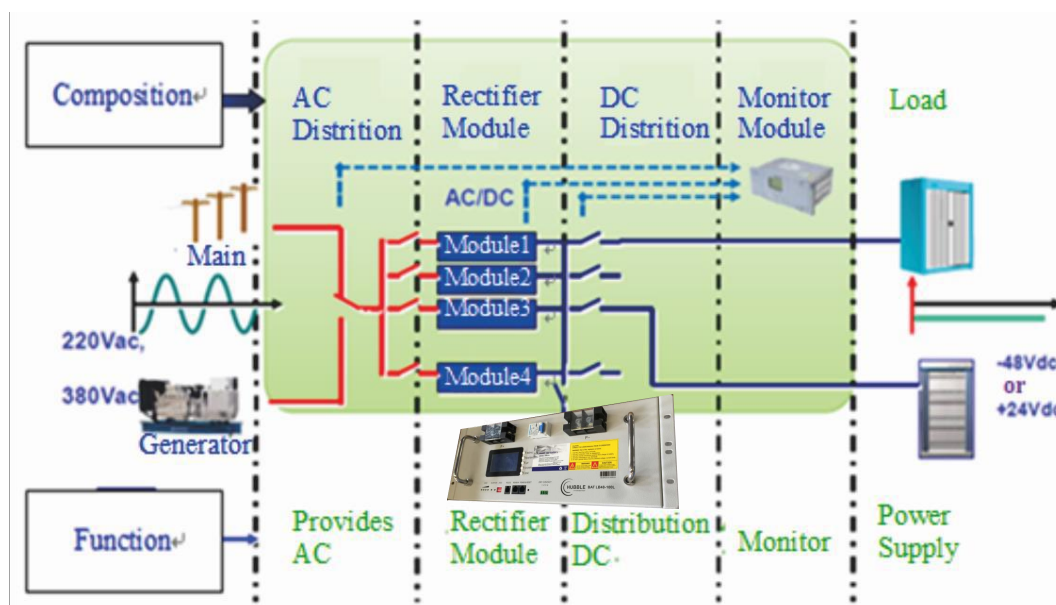 Composition
AC
Distrition
Rectifier
Module
DC
Distrition
Monitor
Module
Load
AC/DC
Main
Module1
Module2
Module3
Module4
220Vac,
380Vac
Generator
-48Vdc
or
+24Vdc
HUBBLE
Function
Provides
AC
Rectifier
Module
Distribution
DC.
Monitor
Power
Supply